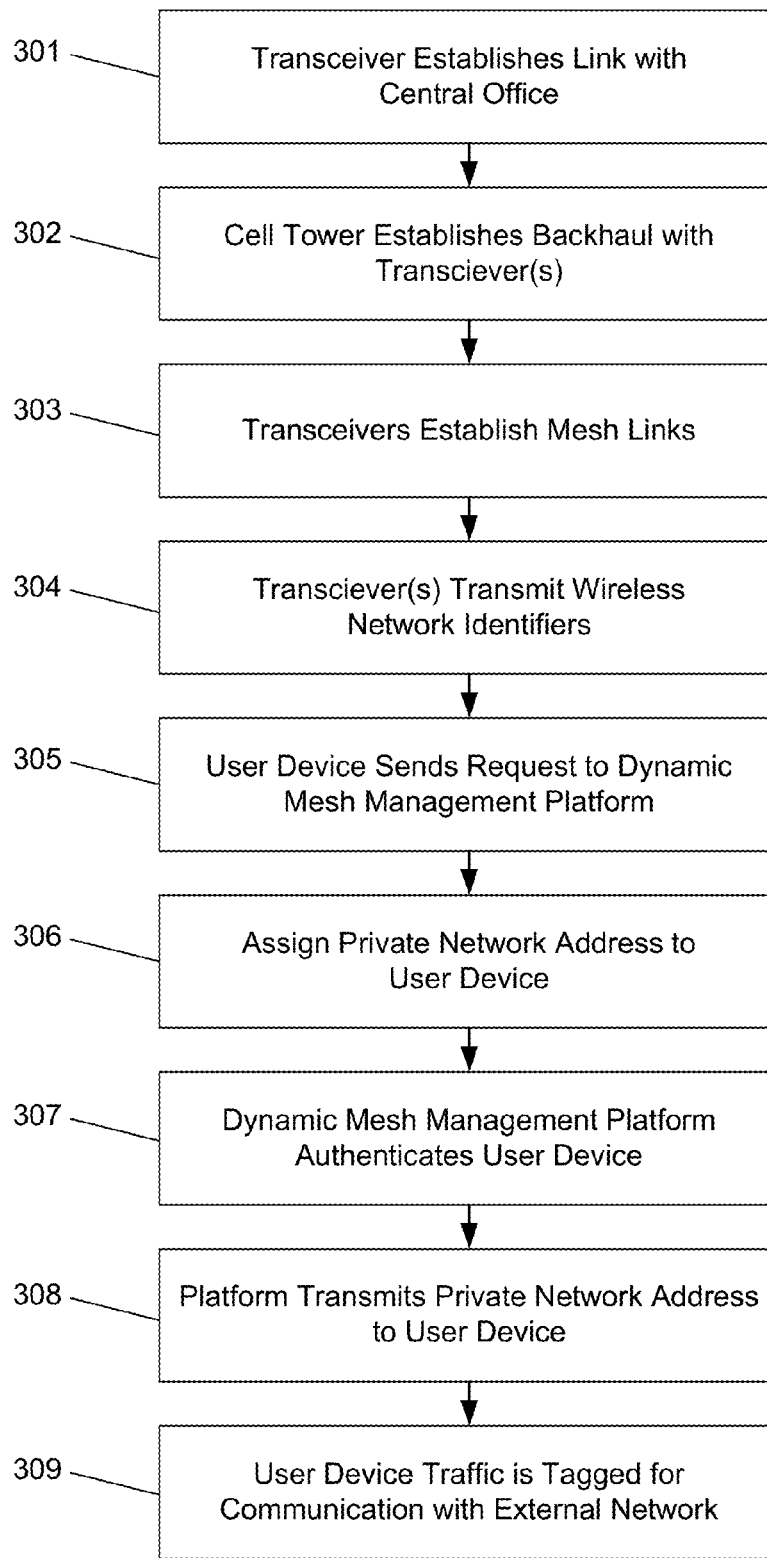 301
Transceiver Establishes Link with
Central Office
302
Cell Tower Establishes Backhaul with
Transciever(s)
303
Transceivers Establish Mesh Links
304
Transciever(s) Transmit Wireless
Network Identifiers
305
User Device Sends Request to Dynamic
Mesh Management Platform
306
Assign Private Network Address to
User Device
307
Dynamic Mesh Management Platform
Authenticates User Device
308
Platform Transmits Private Network Address
to User Device
309
User Device Traffic is Tagged for
Communication with External Network